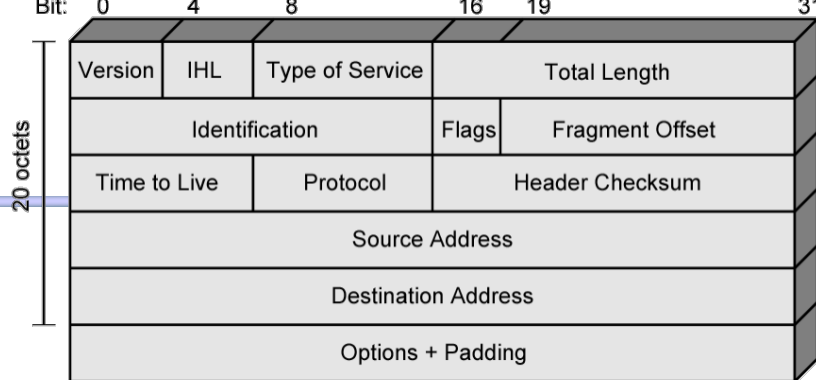 Bit: 0 4 8 16 19 31
Version IHL Type of Service Total Length
Identification Flags Fragment Offset
Time to Live Protocol Header Checksum
20 octets
Source Address
Destination Address
Options + Padding